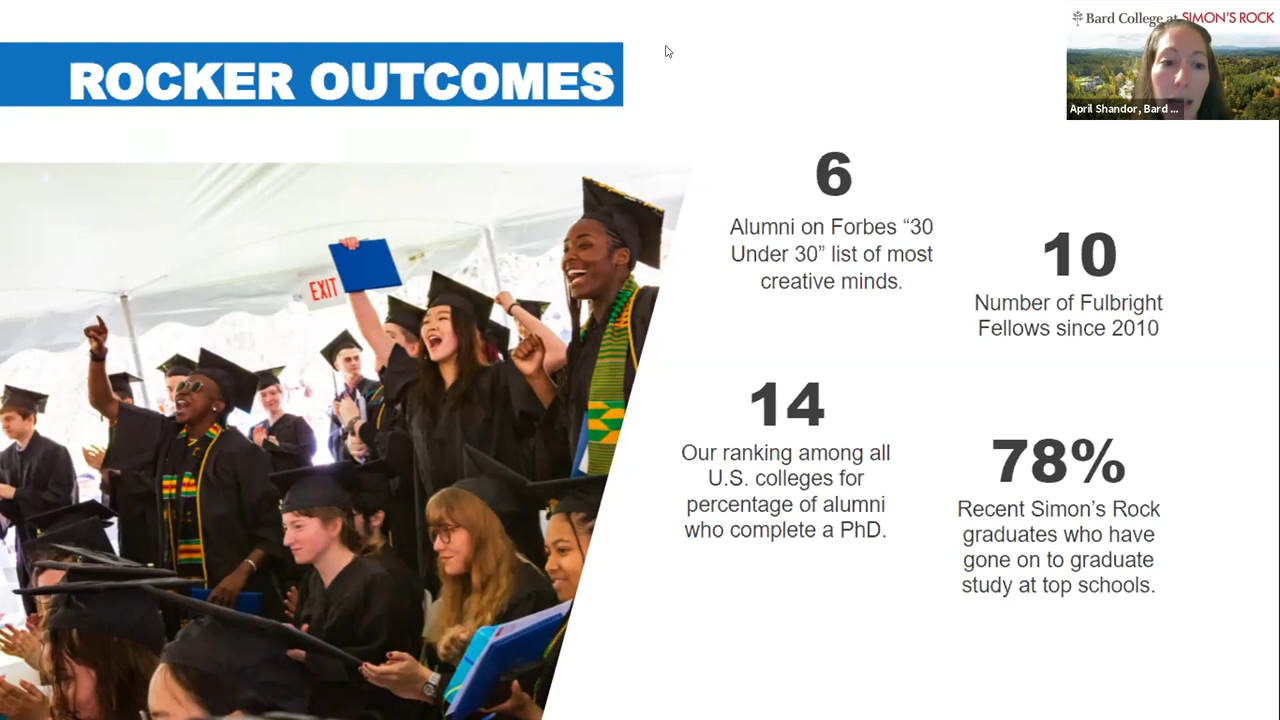 Bard College at SIMON'S ROCK
April Shandor, Bard ...
ROCKER OUTCOMES
EXIT
6
Alumni on Forbes “30
Under 30” list of most
creative minds.
10
Number of Fulbright
Fellows since 2010
14
Our ranking among all
U.S. colleges for
percentage of alumni
who complete a PhD.
78%
Recent Simon’s Rock
graduates who have
gone on to graduate
study at top schools.